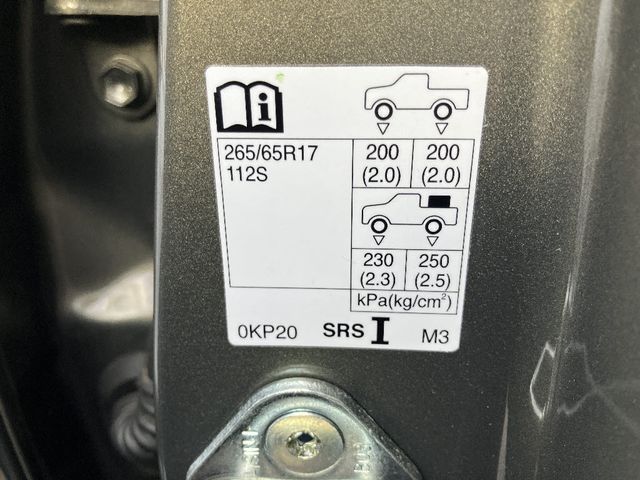 265/65R17
112S
200 200
(2.0) (2.0)
230 250
(2.3) (2.5)
kPa(kg/cm²)
0KP20 SRS I M3